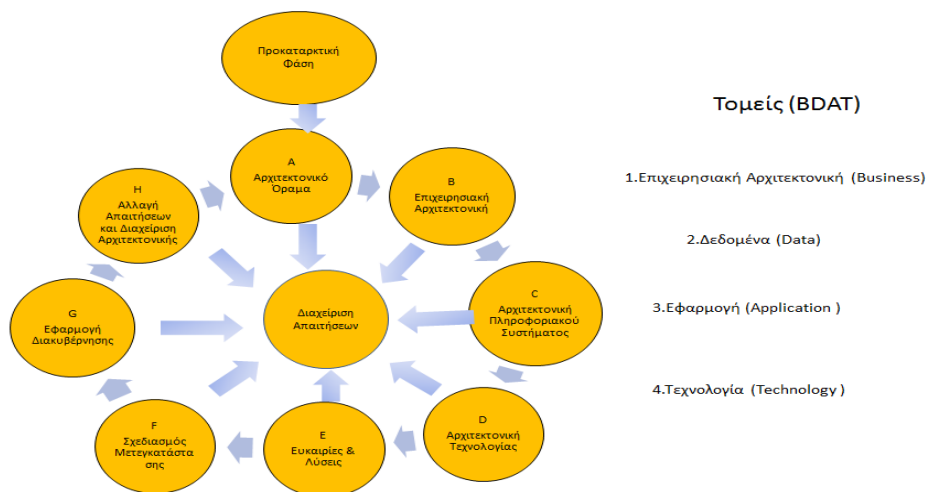 Προκαταρκτική
Φάση
A
Αρχιτεκτονικό
Όραμα
B
Επιχειρησιακή
Αρχιτεκτονική
C
Αρχιτεκτονική
Πληροφοριακού
Συστήματος
D
Αρχιτεκτονική
Τεχνολογίας
E
Ευκαιρίες &
Λύσεις
F
Σχεδιασμός
Μετεγκατάστα
σης
G
Εφαρμογή
Διακυβέρνησης
H
Αλλαγή
Απαιτήσεων
και Διαχείριση
Αρχιτεκτονικής
Διαχείριση
Απαιτήσεων
Τομείς (BDAT)
1.Επιχειρησιακή Αρχιτεκτονική (Business)
2.Δεδομένα (Data)
3.Εφαρμογή (Application )
4.Τεχνολογία (Technology )